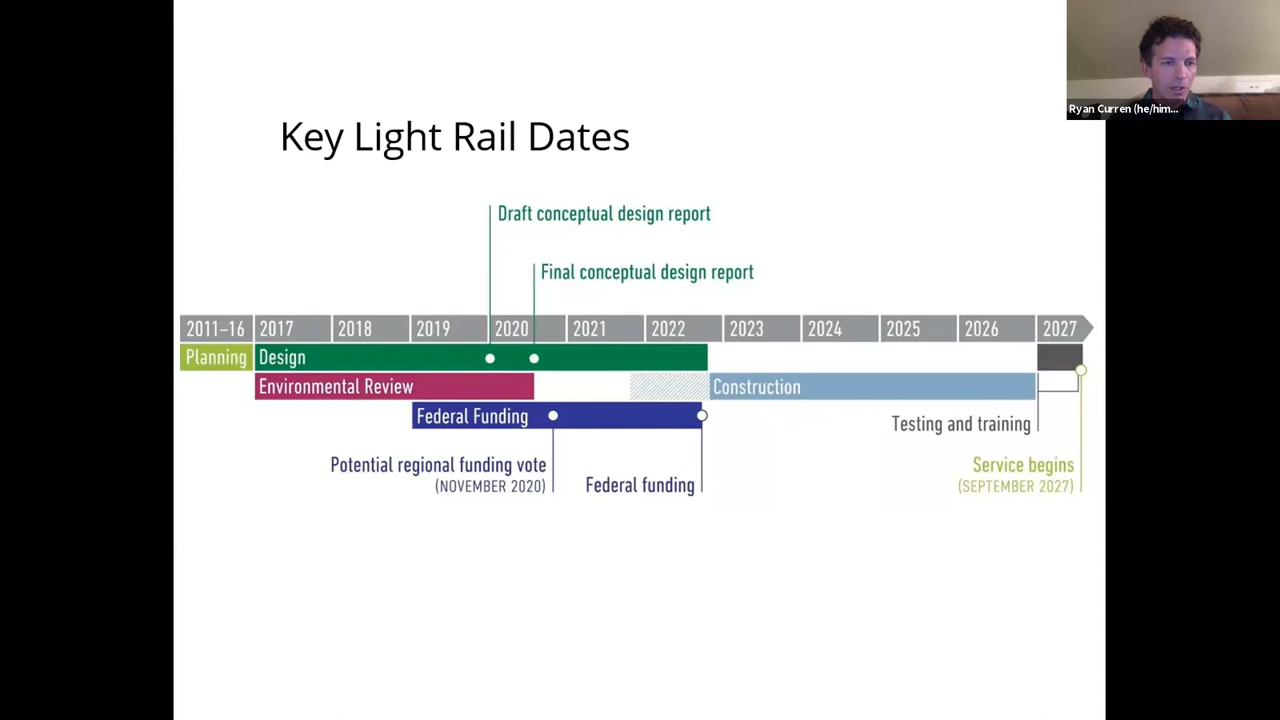 Ryan Curren (he/him...
Key Light Rail Dates
Draft conceptual design report
Final conceptual design report
2011–16 2017 2018 2019 2020 2021 2022 2023 2024 2025 2026 2027
Planning Design
Environmental Review Construction
Federal Funding
Testing and training
Potential regional funding vote
(NOVEMBER 2020)
Federal funding
Service begins
(SEPTEMBER 2027)